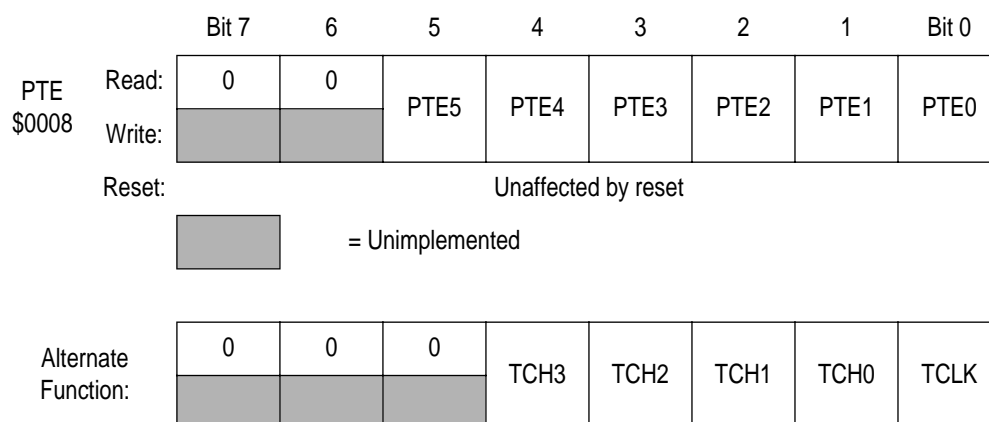 Bit 7 6 5 4 3 2 1 Bit 0
PTE $0008
Read: 0 0 PTE5 PTE4 PTE3 PTE2 PTE1 PTE0
Write:
Reset: Unaffected by reset
= Unimplemented
Alternate Function: 0 0 0 TCH3 TCH2 TCH1 TCH0 TCLK